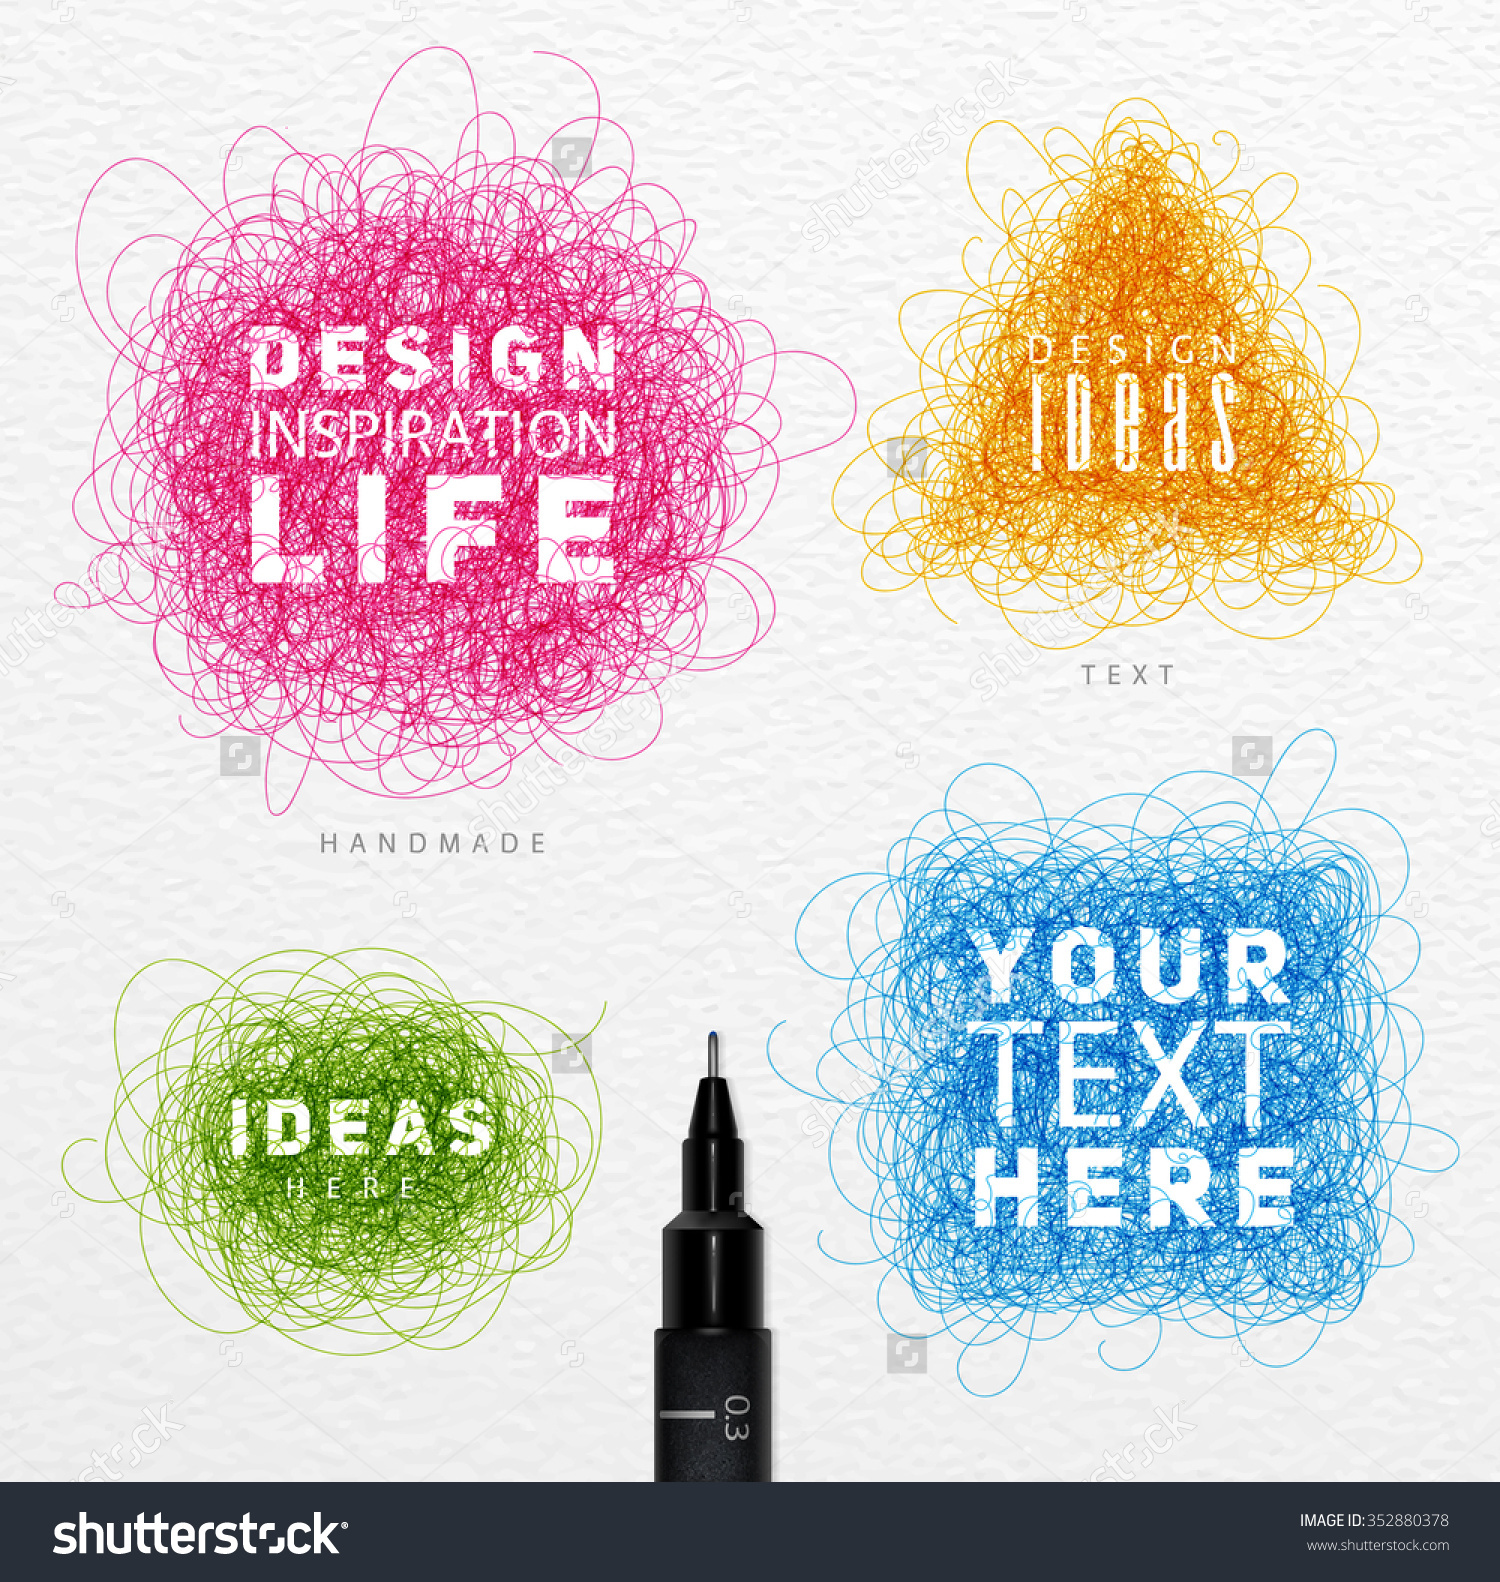 DESIGN
INSPIRATION
LIFE
HANDMADE
DESIGN
IDeas
TEXT
YOUR
TEXT
HERE
IDEAS
HERE
0.3
shutterstock
IMAGE ID: 352880378
www.shutterstock.com